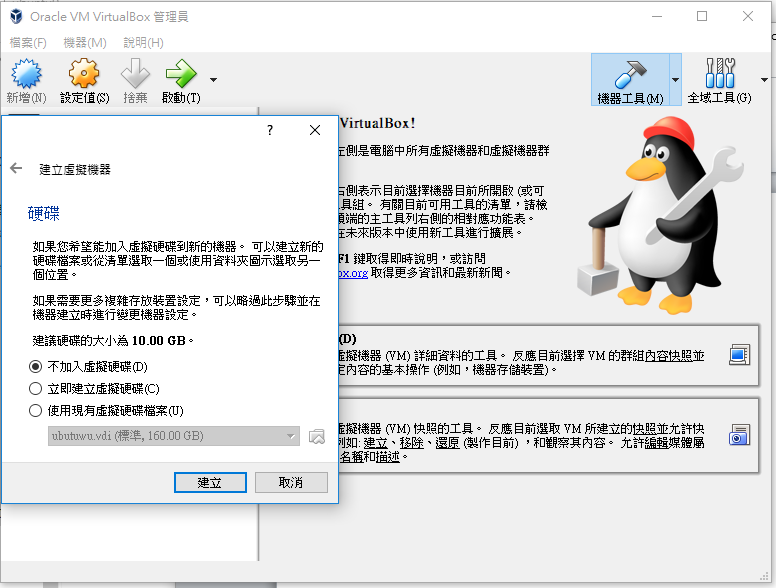 Oracle VM VirtualBox 管理員
檔案(F) 機器(M) 說明(H)
新增(N) 設定值(S) 捨棄 啟動(T) 機器工具(M) 全域工具(G)
?
建立虛擬機器
硬碟
如果您希望能加入虛擬硬碟到新的機器。 可以建立新的
硬碟檔案或從清單選取一個或使用資料夾圖示選取另一
個位置。
如果需要更多複雜存放裝置設定，可以略過此步驟並在
機器建立時進行變更機器設定。
建議硬碟的大小為 10.00 GB。
不加入虛擬硬碟(D)
立即建立虛擬硬碟(C)
使用現有虛擬硬碟檔案(U)
ubutuwu.vdi (標準, 160.00 GB)
建立 取消
VirtualBox!
左側是電腦中所有虛擬機器和虛擬機器群
右側表示目前選擇機器目前所開啟 (或可
具組。 有關目前可用工具的清單，請檢
頂端的主工具列右側的相對應功能表。
在未來版本中使用新工具進行擴展。
F1 鍵取得即時說明，或訪問
ox.org 取得更多資訊和最新新聞。
(D)
虛擬機器 (VM) 詳細資料的工具。 反應目前選擇 VM 的群組內容快照並
定內容的基本操作 (例如，機器存儲裝置)。
虛擬機器 (VM) 快照的工具。 反應目前選取 VM 所建立的快照並允許快
例如: 建立、移除、還原 (製作目前) ，和觀察其內容。 允許編輯媒體屬
名稱和描述。